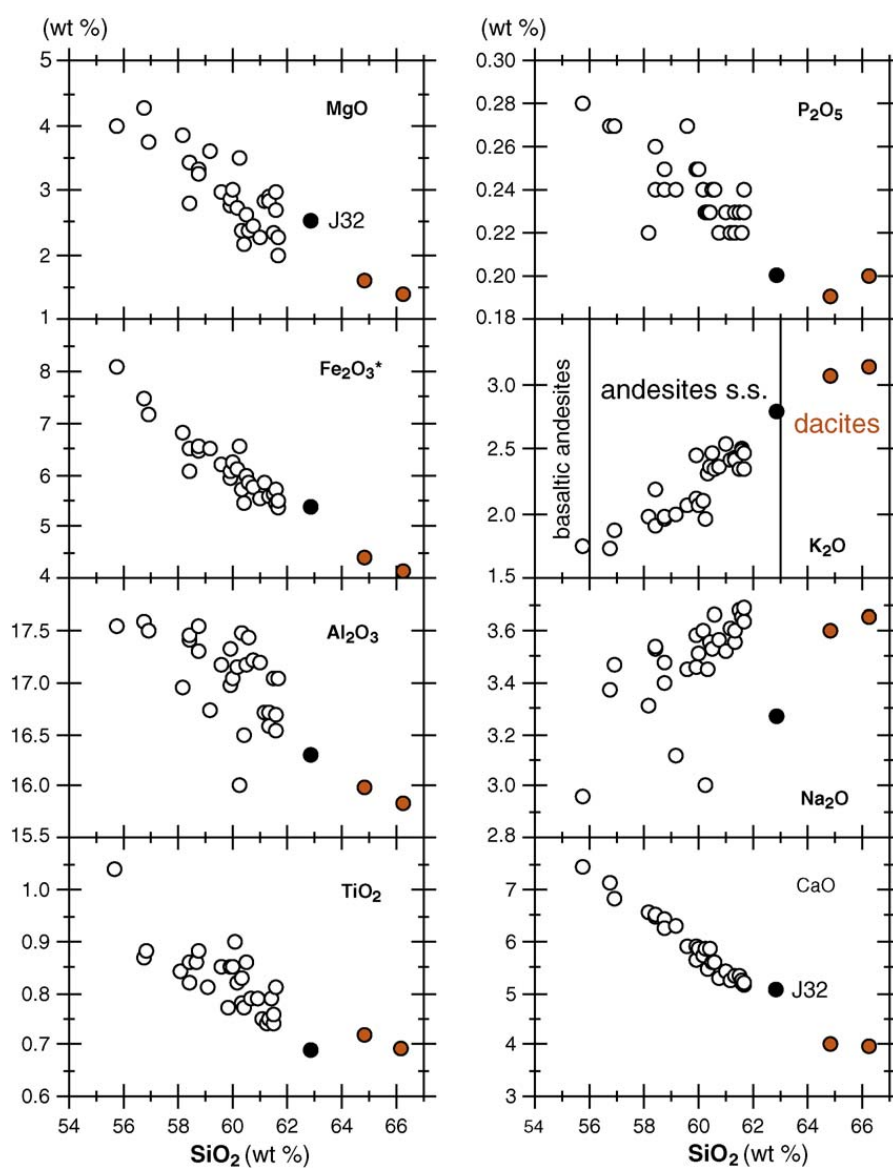 (wt %)
5
4
3
2
1
MgO
J32
8
7
6
5
4
Fe₂O₃*
17.5
17.0
16.5
16.0
15.5
Al₂O₃
1.0
0.9
0.8
0.7
0.6
TiO₂
54 56 58 60 62 64 66
SiO₂ (wt %)
(wt %)
0.30
0.28
0.26
0.24
0.22
0.20
0.18
P₂O₅
3.0
2.5
2.0
1.5
basaltic andesites
andesites s.s.
dacites
K₂O
3.6
3.4
3.2
3.0
2.8
Na₂O
7
6
5
4
3
CaO
J32
54 56 58 60 62 64 66
SiO₂ (wt %)